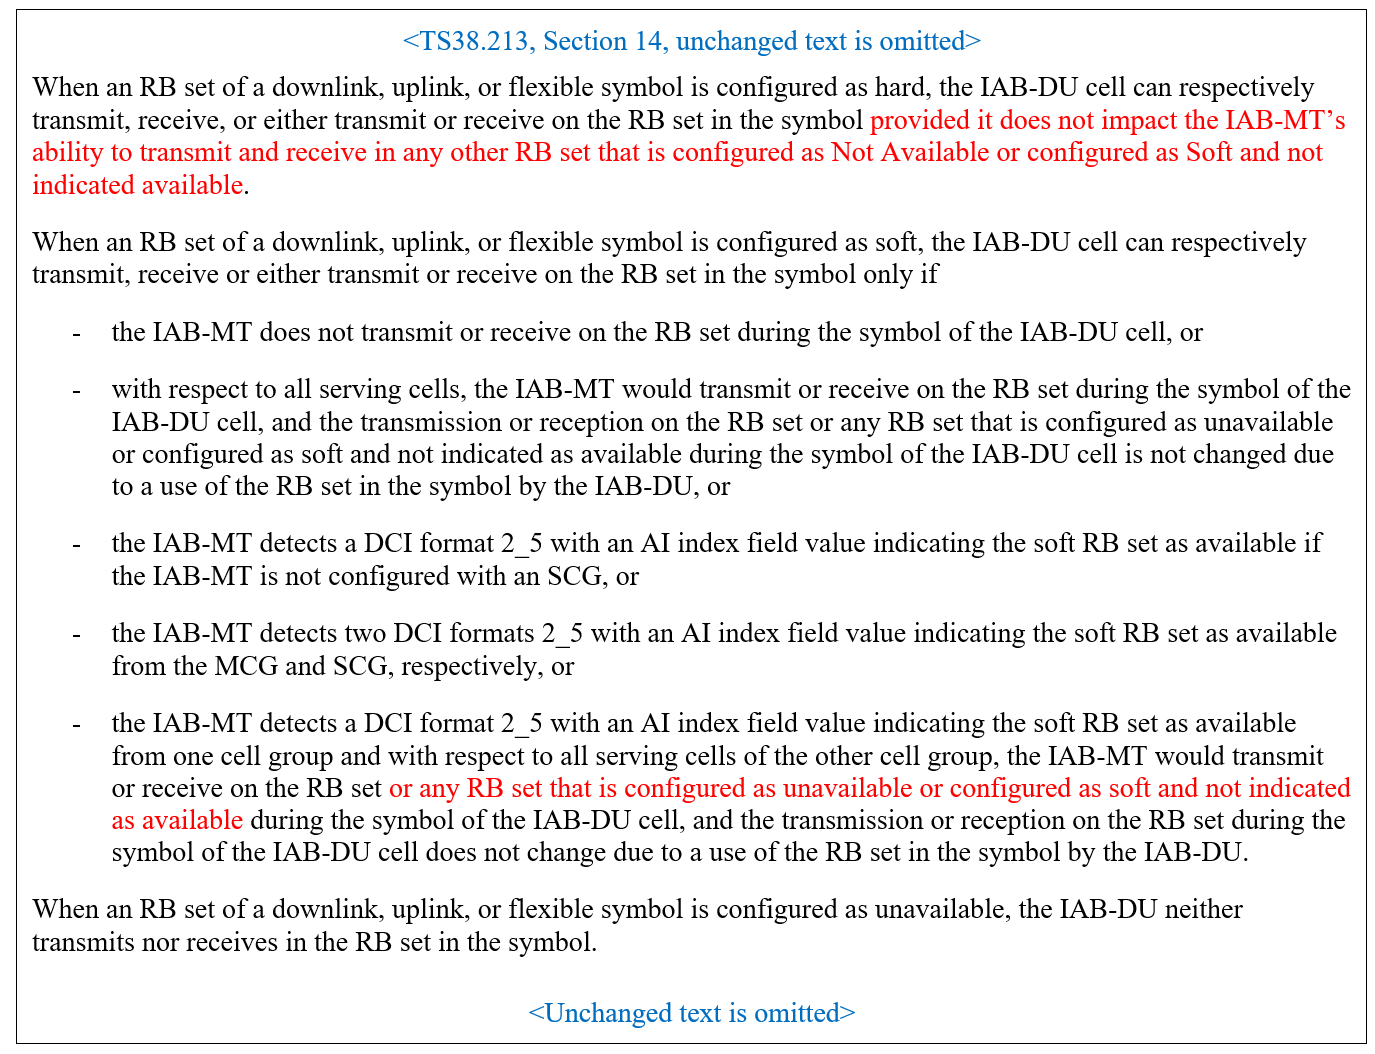 <TS38.213, Section 14, unchanged text is omitted>
When an RB set of a downlink, uplink, or flexible symbol is configured as hard, the IAB-DU cell can respectively
transmit, receive, or either transmit or receive on the RB set in the symbol provided it does not impact the IAB-MT’s
ability to transmit and receive in any other RB set that is configured as Not Available or configured as Soft and not
indicated available.
When an RB set of a downlink, uplink, or flexible symbol is configured as soft, the IAB-DU cell can respectively
transmit, receive or either transmit or receive on the RB set in the symbol only if
- the IAB-MT does not transmit or receive on the RB set during the symbol of the IAB-DU cell, or
- with respect to all serving cells, the IAB-MT would transmit or receive on the RB set during the symbol of the
IAB-DU cell, and the transmission or reception on the RB set or any RB set that is configured as unavailable
or configured as soft and not indicated as available during the symbol of the IAB-DU cell is not changed due
to a use of the RB set in the symbol by the IAB-DU, or
- the IAB-MT detects a DCI format 2_5 with an AI index field value indicating the soft RB set as available if
the IAB-MT is not configured with an SCG, or
- the IAB-MT detects two DCI formats 2_5 with an AI index field value indicating the soft RB set as available
from the MCG and SCG, respectively, or
- the IAB-MT detects a DCI format 2_5 with an AI index field value indicating the soft RB set as available
from one cell group and with respect to all serving cells of the other cell group, the IAB-MT would transmit
or receive on the RB set or any RB set that is configured as unavailable or configured as soft and not indicated
as available during the symbol of the IAB-DU cell, and the transmission or reception on the RB set during the
symbol of the IAB-DU cell does not change due to a use of the RB set in the symbol by the IAB-DU.
When an RB set of a downlink, uplink, or flexible symbol is configured as unavailable, the IAB-DU neither
transmits nor receives in the RB set in the symbol.
<Unchanged text is omitted>